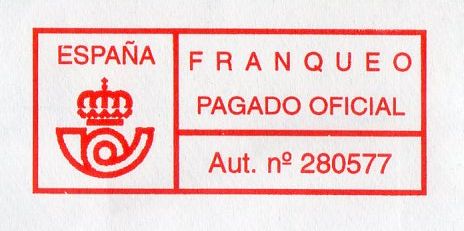 ESPAÑA
FRANQUEO
PAGADO OFICIAL
Aut. nº 280577